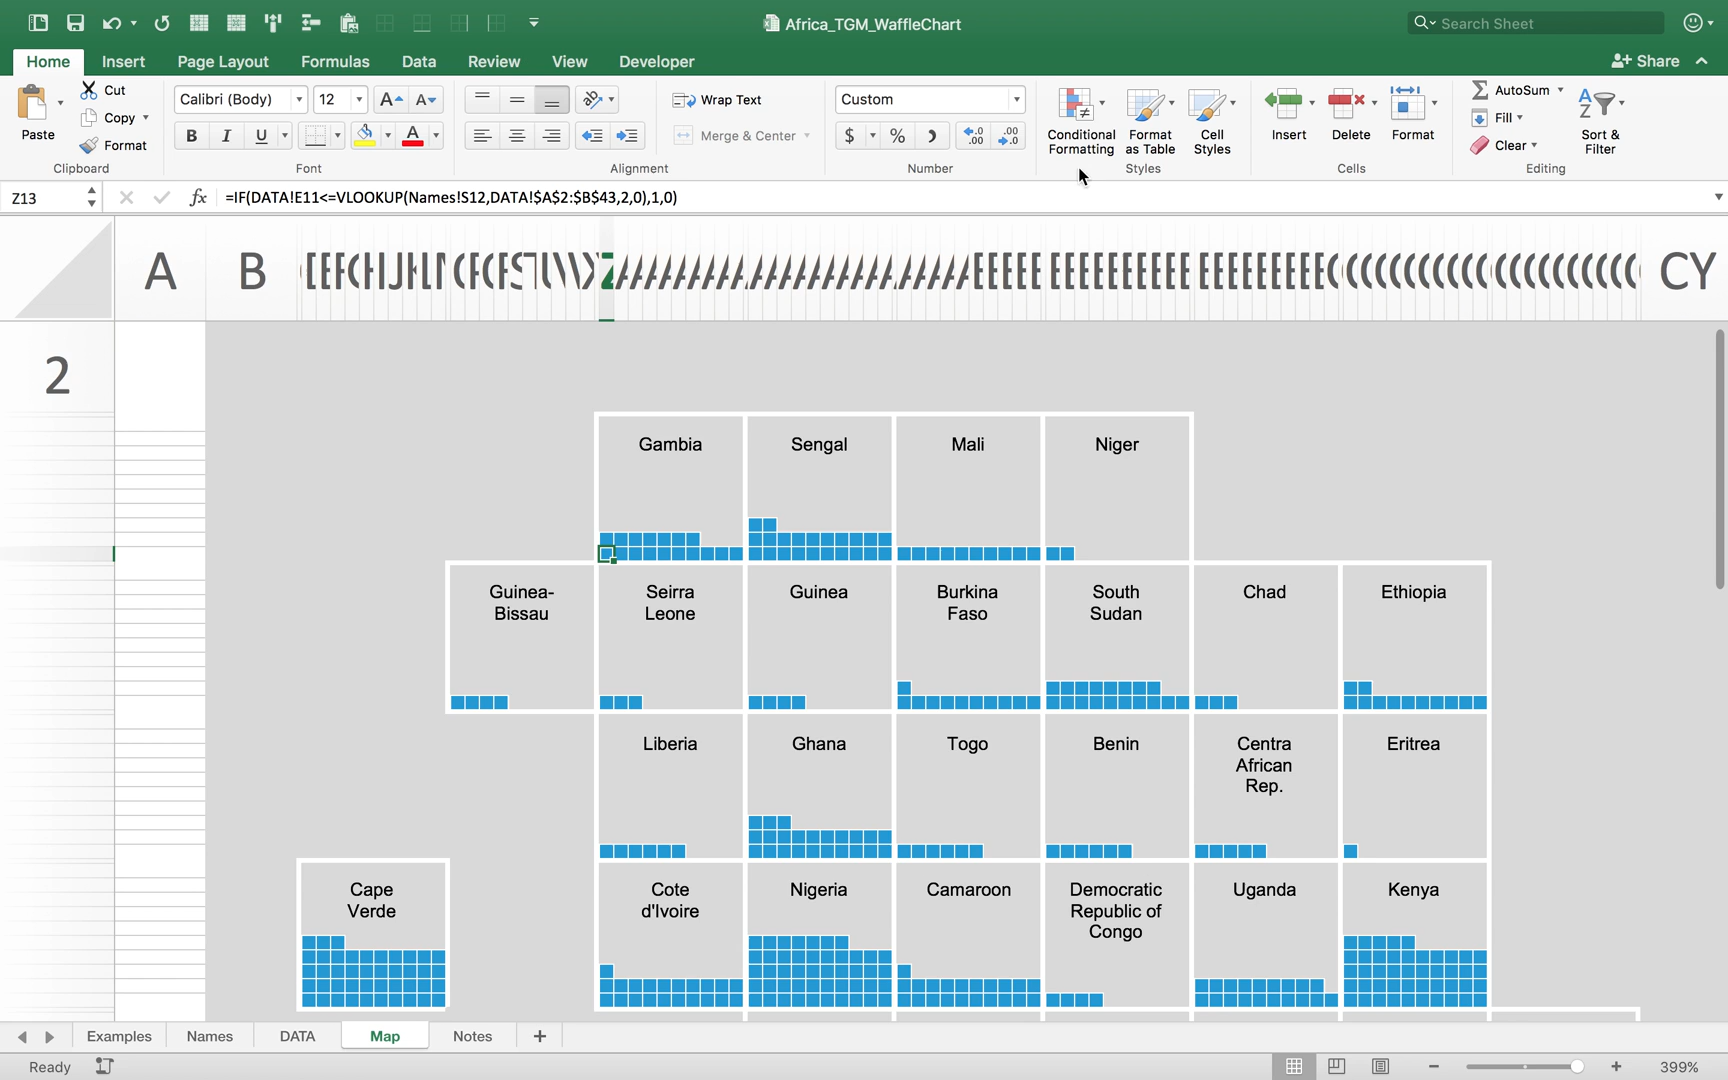 Africa_TGM_WaffleChart
Search Sheet
Home Insert Page Layout Formulas Data Review View Developer
Share
Paste
Cut
Copy
Format
Clipboard
Calibri (Body)
12
A A
B I U A
Font
Wrap Text
Merge & Center
Alignment
Custom
$ % )
.0 .00
.00 .0
Number
Conditional
Formatting
Format
as Table
Cell
Styles
Styles
Insert
Delete
Format
Cells
AutoSum
Fill
Clear
Sort &
Filter
Editing
Z13
fx =IF(DATA!E11<=VLOOKUP(Names!S12,DATA!$A$2:$B$43,2,0),1,0)
A B
CY
2
Gambia
Sengal
Mali
Niger
Guinea-
Bissau
Seirra
Leone
Guinea
Burkina
Faso
South
Sudan
Chad
Ethiopia
Liberia
Ghana
Togo
Benin
Centra
African
Rep.
Eritrea
Cape
Verde
Cote
d'Ivoire
Nigeria
Camaroon
Democratic
Republic of
Congo
Uganda
Kenya
Examples Names DATA Map Notes +
Ready
399%